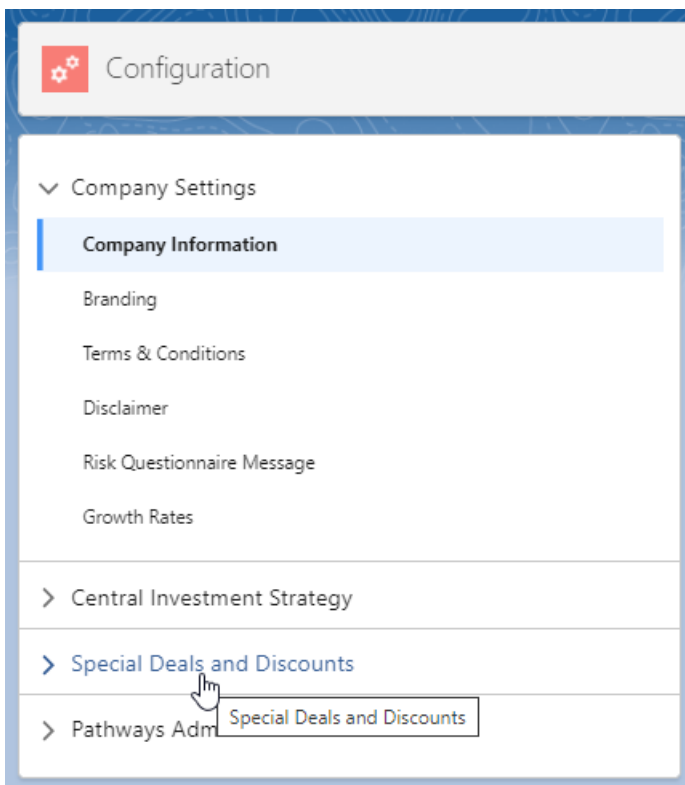 Configuration
Company Settings
Company Information
Branding
Terms & Conditions
Disclaimer
Risk Questionnaire Message
Growth Rates
Central Investment Strategy
Special Deals and Discounts
Special Deals and Discounts
Pathways Adm